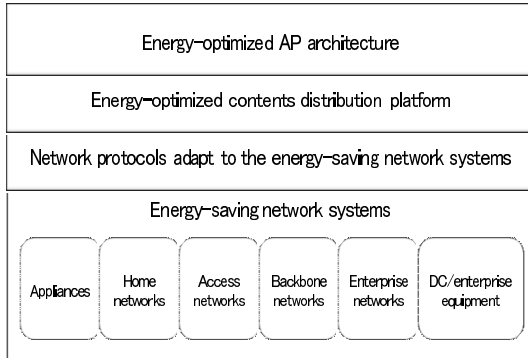 Energy-optimized AP architecture
Energy-optimized contents distribution platform
Network protocols adapt to the energy-saving network systems
Energy-saving network systems
Appliances
Home
networks
Access
networks
Backbone
networks
Enterprise
networks
DC/enterprise
equipment